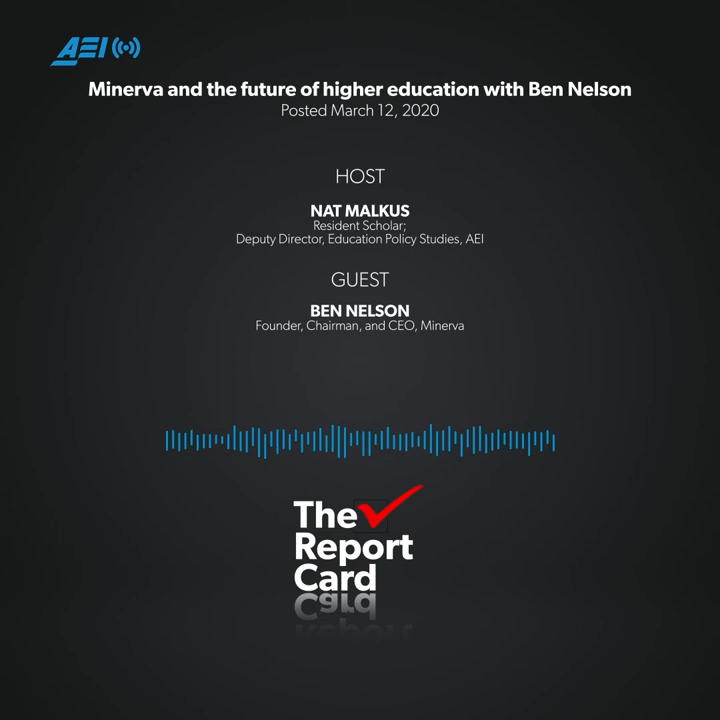 AEI
Minerva and the future of higher education with Ben Nelson
Posted March 12, 2020
HOST
NAT MALKUS
Resident Scholar;
Deputy Director, Education Policy Studies, AEI
GUEST
BEN NELSON
Founder, Chairman, and CEO, Minerva
The
Report
Card